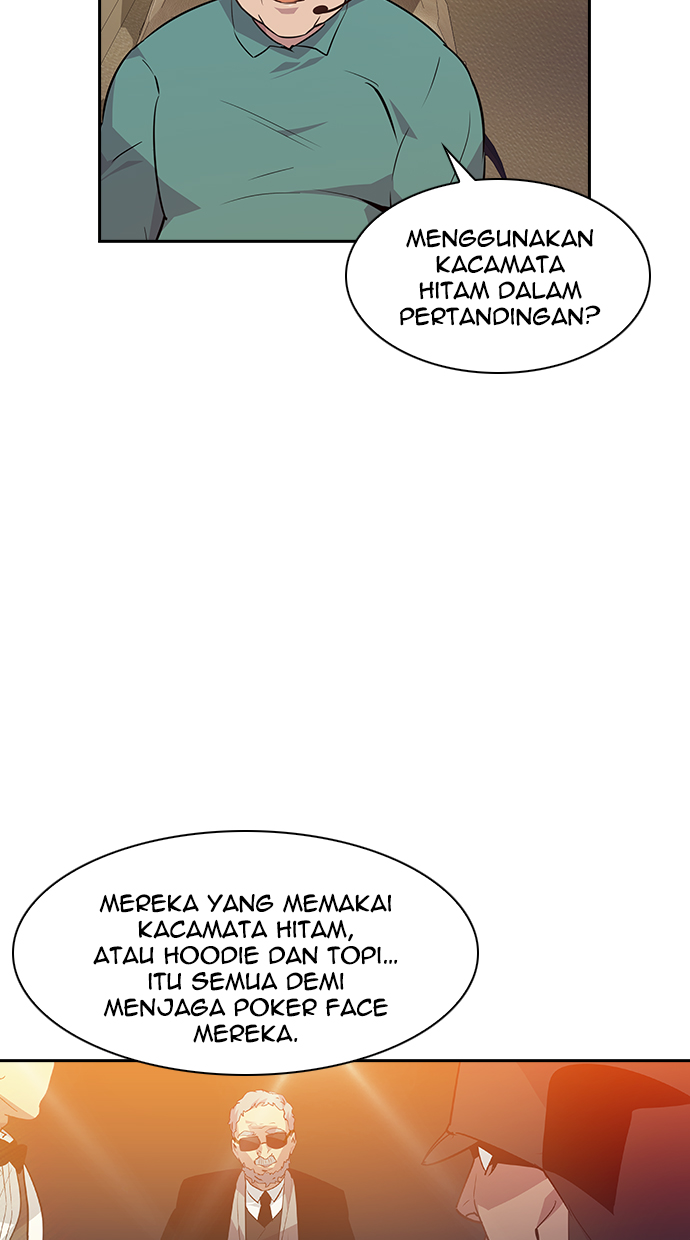 MENGGUNAKAN
KACAMATA
HITAM DALAM
PERTANDINGAN?
MEREKA YANG MEMAKAI
KACAMATA HITAM,
ATAU HOODIE DAN TOPI...
ITU SEMUA DEMI
MENJAGA POKER FACE
MEREKA.